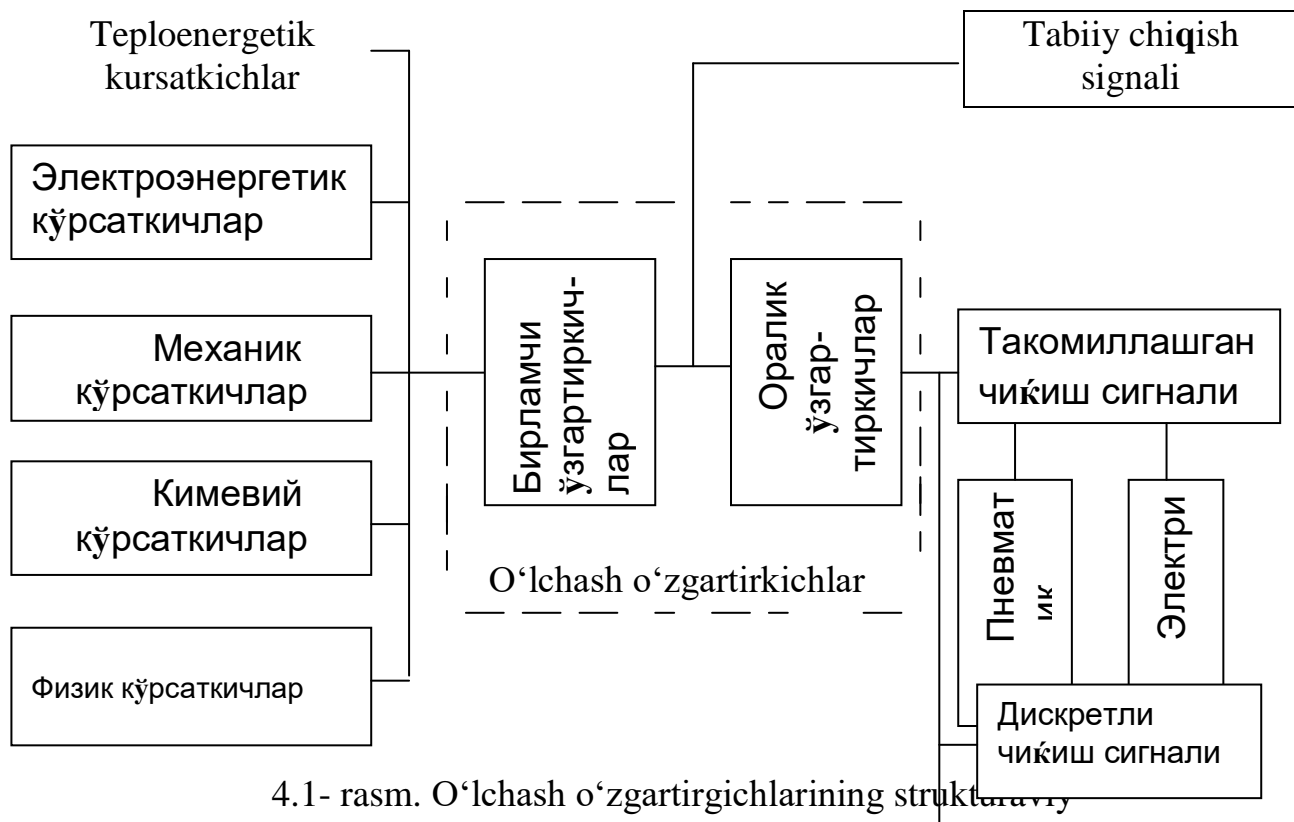 Teploenergetik
kursatkichlar
Tabiiy chiqish
signali
Электроэнергетик
кўрсаткичлар
Механик
кўрсаткичлар
Кимевий
кўрсаткичлар
Физик кўрсаткичлар
Бирламчи
ўзгартиркич-
лар
Оралик
ўзгар-
тиркичлар
O‘lchash o‘zgartirkichlar
Такомиллашган
чиќиш сигнали
Пневмат
ик
Электри
Дискретли
чиќиш сигнали
4.1- rasm. O‘lchash o‘zgartirgichlarining strukturaviy